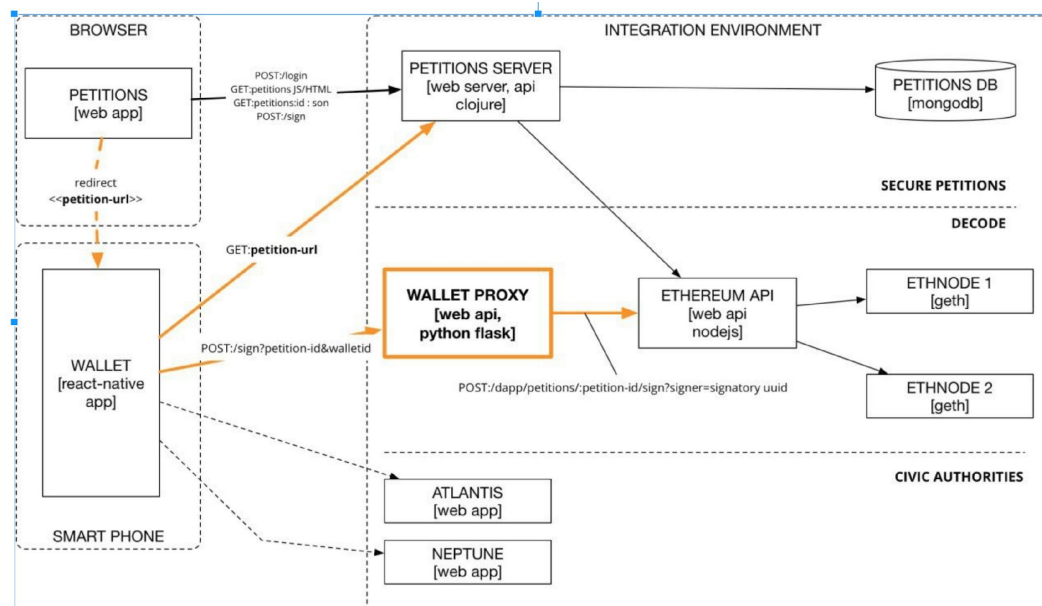 BROWSER
INTEGRATION ENVIRONMENT
PETITIONS
[web app]
POST:/login
GET:petitions JS/HTML
GET:petitions:id : son
POST:/sign
PETITIONS SERVER
[web server, api
clojure]
PETITIONS DB
[mongodb]
redirect
<<petition-url>>
SECURE PETITIONS
DECODE
GET:petition-url
WALLET PROXY
[web api,
python flask]
ETHEREUM API
[web api
nodejs]
ETHNODE 1
[geth]
POST:/sign?petition-id&walletid
WALLET
[react-native
app]
POST:/dapp/petitions/:petition-id/sign?signer=signatory uuid
ETHNODE 2
[geth]
CIVIC AUTHORITIES
ATLANTIS
[web app]
SMART PHONE
NEPTUNE
[web app]